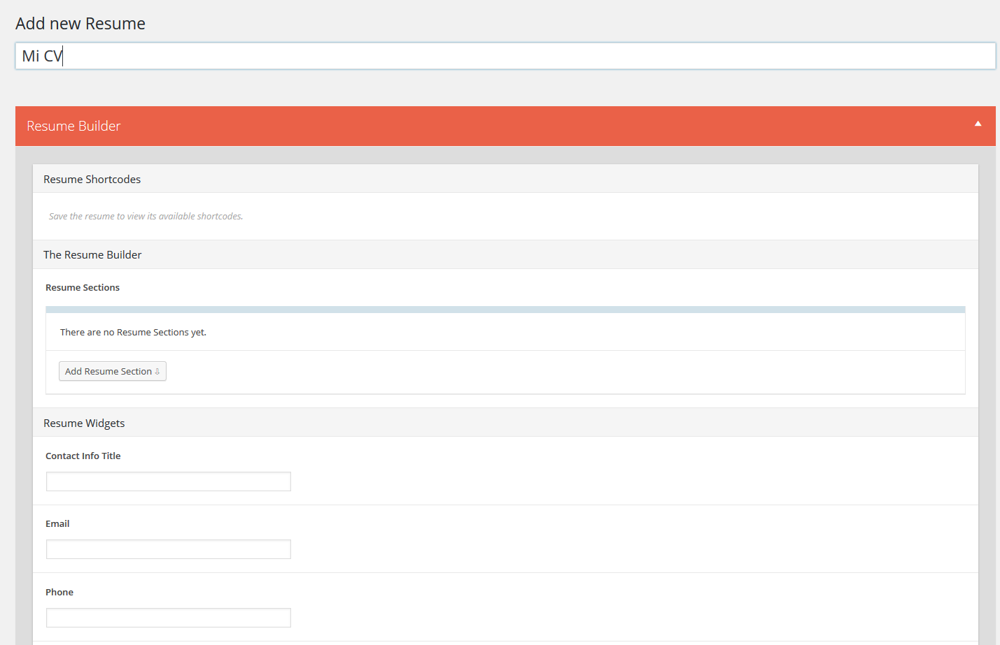 Add new Resume
Mi CV
Resume Builder
Resume Shortcodes
Save the resume to view its available shortcodes.
The Resume Builder
Resume Sections
There are no Resume Sections yet.
Add Resume Section ⇩
Resume Widgets
Contact Info Title
Email
Phone